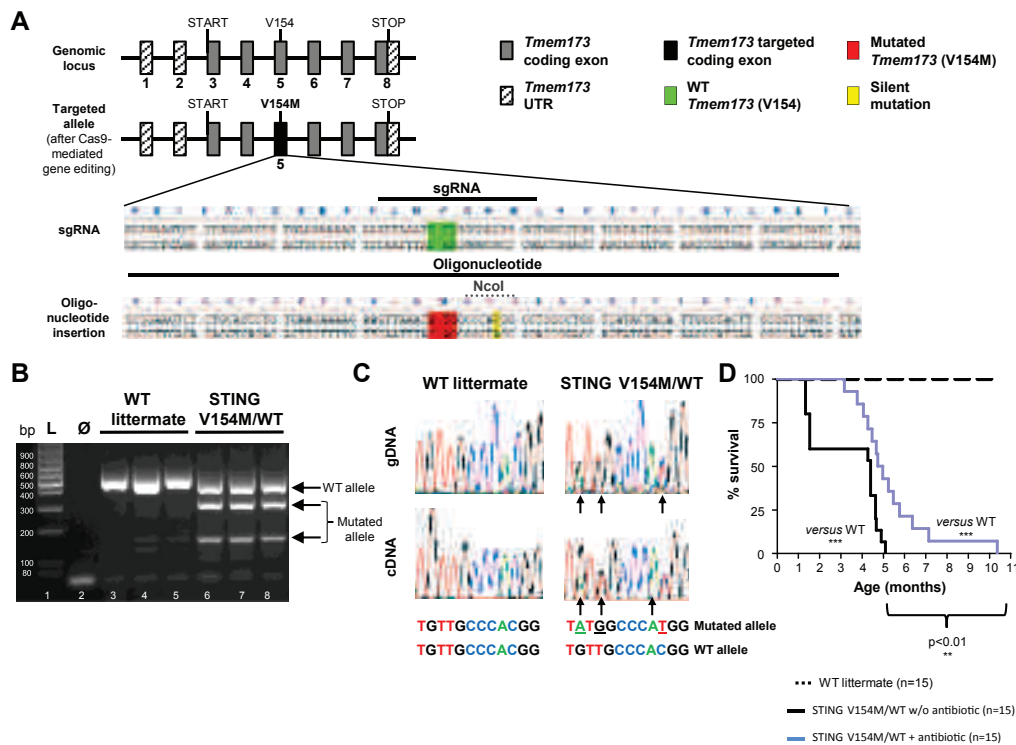 A
START V154 STOP
Genomic locus
1 2 3 4 5 6 7 8
Tmem173 coding exon
Tmem173 UTR
Tmem173 targeted coding exon
WT Tmem173 (V154)
Mutated Tmem173 (V154M)
Silent mutation
START V154M STOP
Targeted allele (after Cas9-mediated gene editing)
5
sgRNA
sgRNA
Oligonucleotide
NcoI
Oligo-nucleotide insertion
B
WT littermate
STING V154M/WT
bp L Ø
900
800
600
500
400
300
200
100
80
1 2 3 4 5 6 7 8
WT allele
Mutated allele
C
WT littermate STING V154M/WT
gDNA
cDNA
TGTTGCCCACGG TATGGCCCATGG Mutated allele
TGTTGCCCACGG TGTTGCCCACGG WT allele
D
% survival
100
75
50
25
0
versus WT
***
versus WT
***
0 1 2 3 4 5 6 7 8 9 10 11
Age (months)
p<0.01
**
WT littermate (n=15)
STING V154M/WT w/o antibiotic (n=15)
STING V154M/WT + antibiotic (n=15)